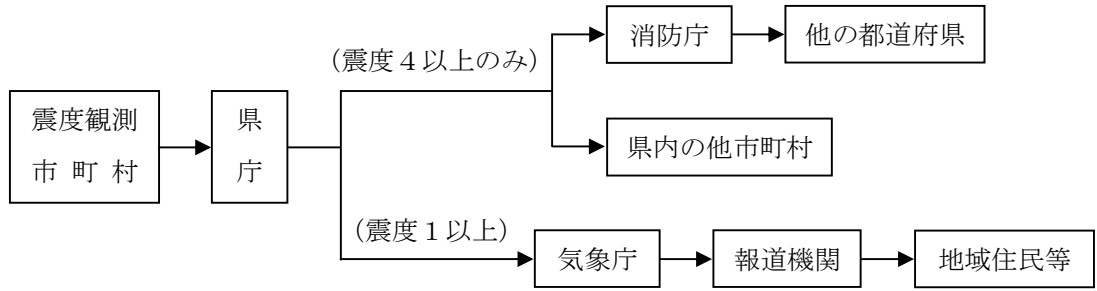 消防庁
他の都道府県
（震度４以上のみ）
震度観測
市 町 村
県
庁
県内の他市町村
（震度１以上）
気象庁
報道機関
地域住民等